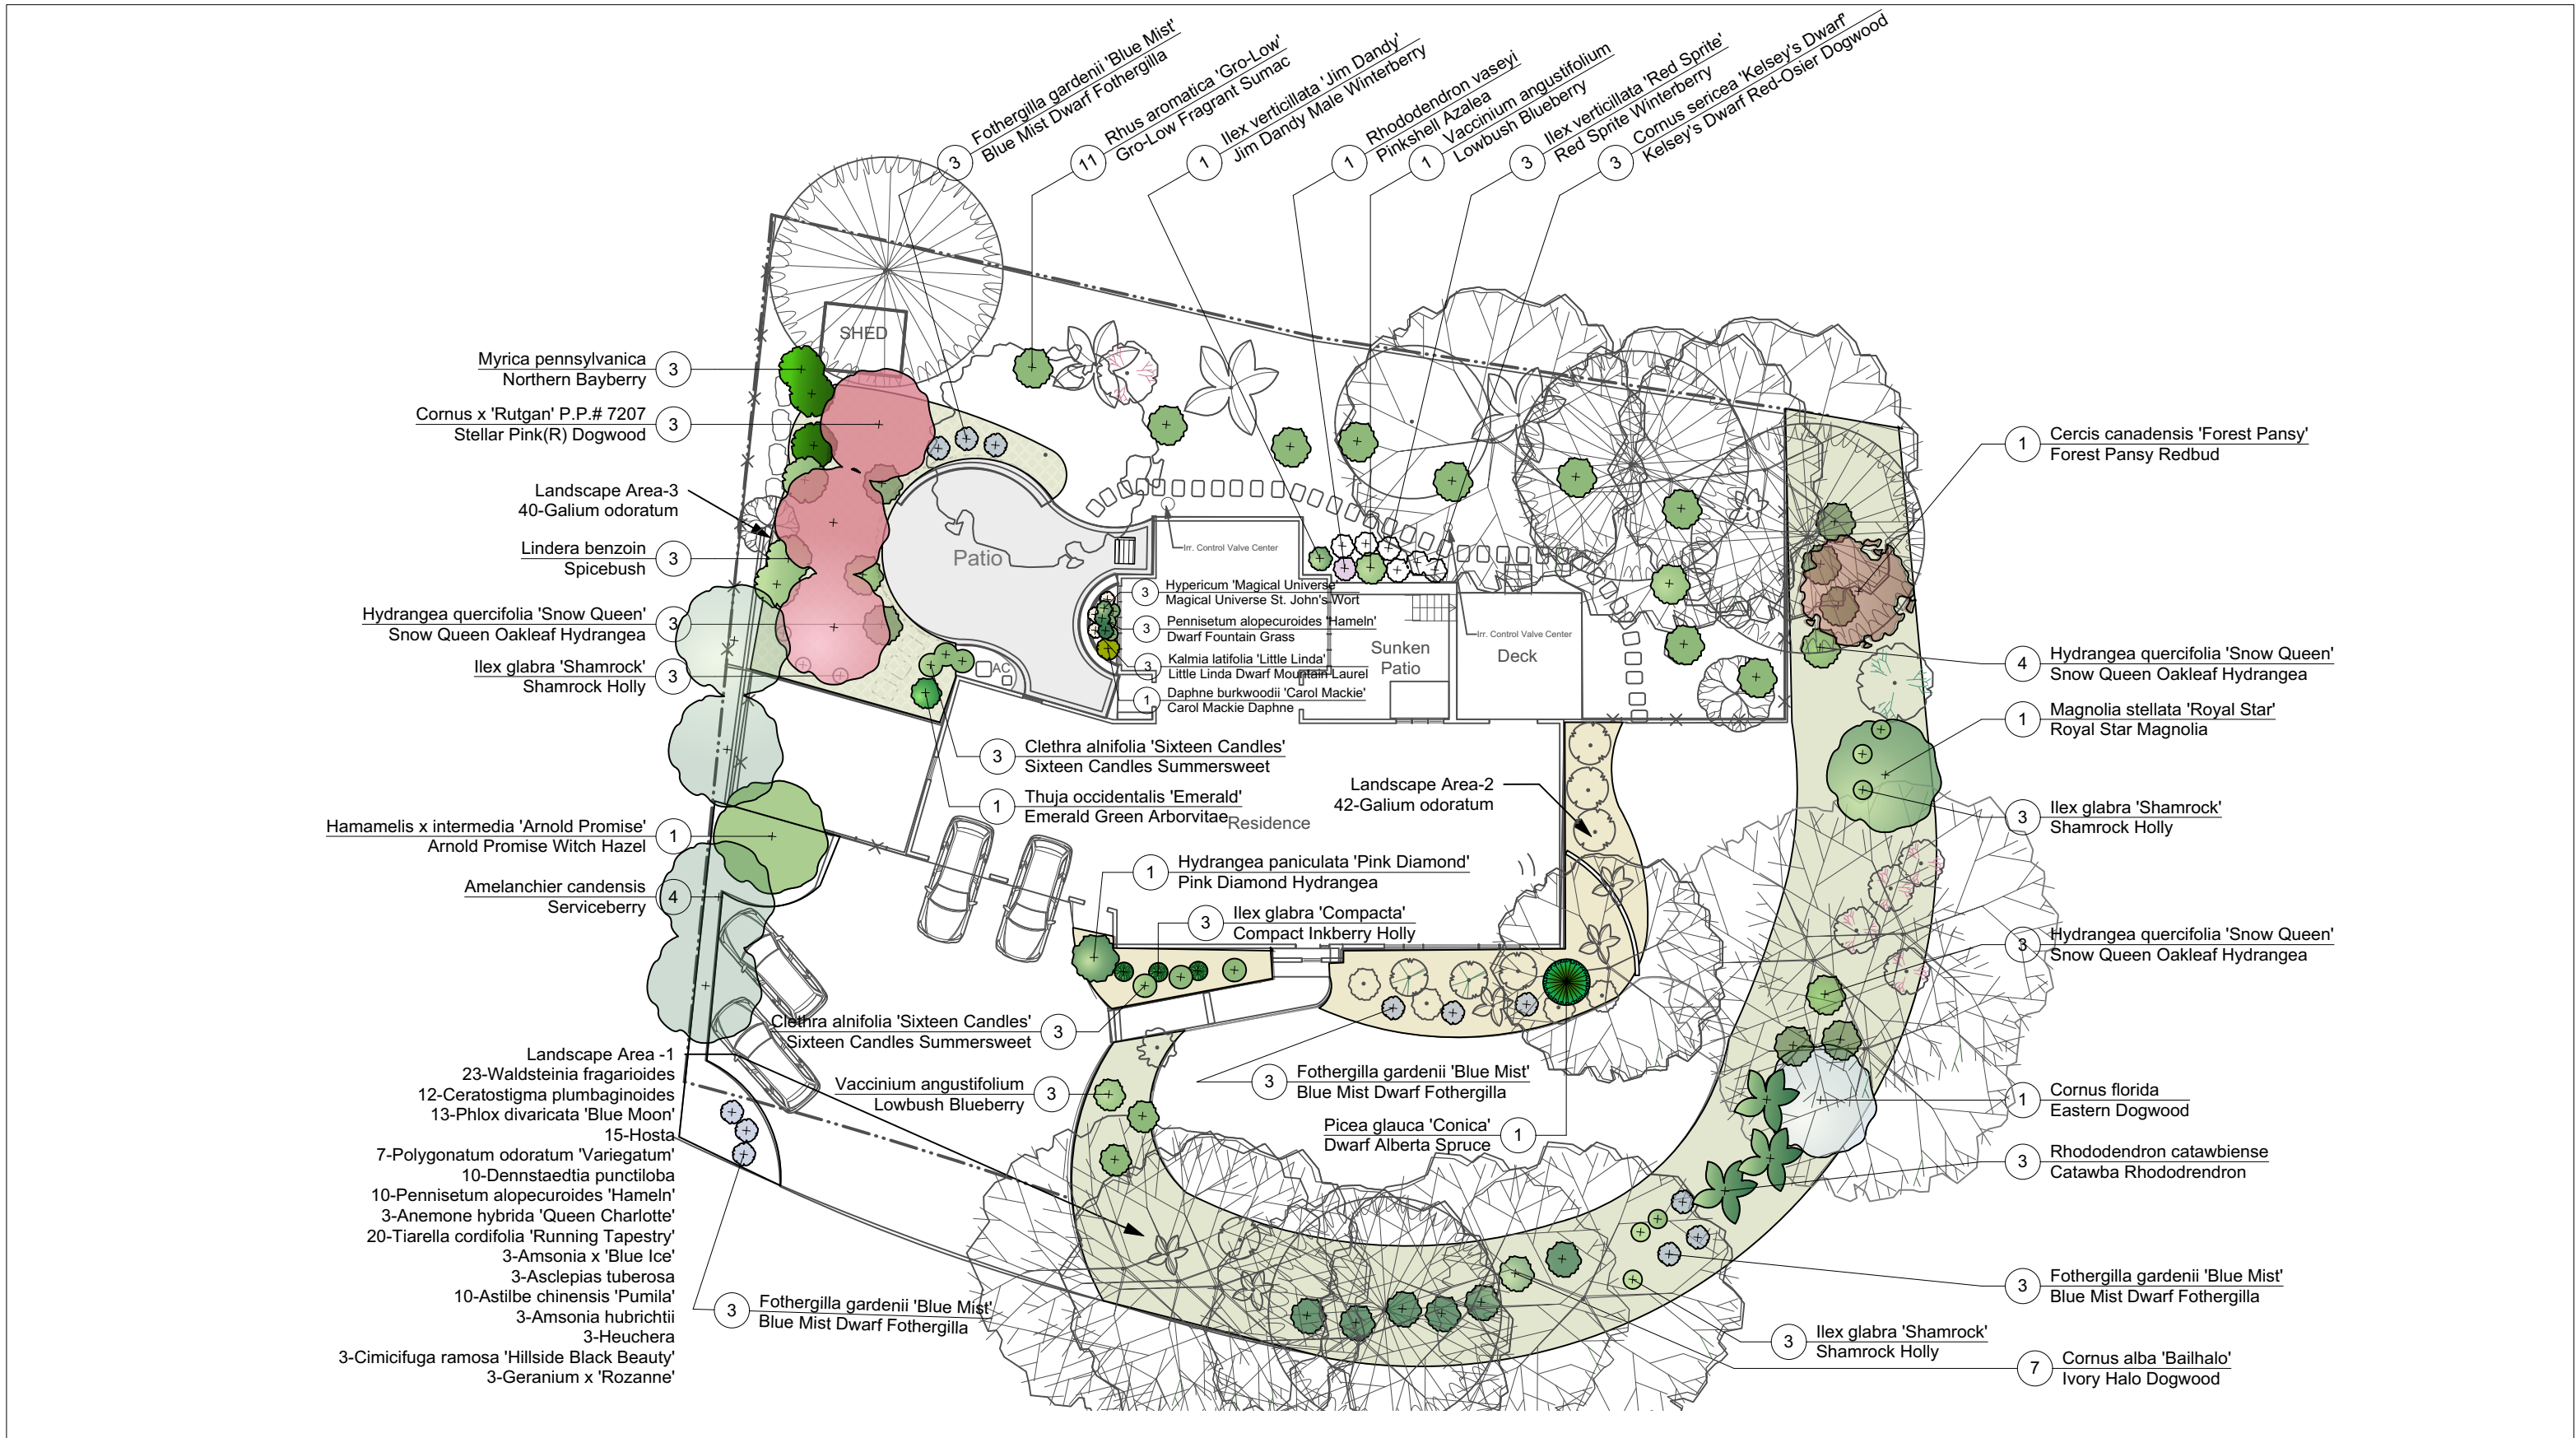 3
Fothergilla gardenii 'Blue Mist'
Blue Mist Dwarf Fothergilla
11
Rhus aromatica 'Gro-Low'
Gro-Low Fragrant Sumac
1
Ilex verticillata 'Jim Dandy'
Jim Dandy Male Winterberry
1
Rhododendron vaseyi
Pinkshell Azalea
1
Vaccinium angustifolium
Lowbush Blueberry
3
Ilex verticillata 'Red Sprite'
Red Sprite Winterberry
3
Cornus sericea 'Kelsey's Dwarf'
Kelsey's Dwarf Red-Osier Dogwood
SHED
Myrica pennsylvanica
Northern Bayberry
3
Cornus x 'Rutgan' P.P.# 7207
Stellar Pink(R) Dogwood
3
Landscape Area-3
40-Galium odoratum
Lindera benzoin
Spicebush
3
Hydrangea quercifolia 'Snow Queen'
Snow Queen Oakleaf Hydrangea
3
Ilex glabra 'Shamrock'
Shamrock Holly
3
Patio
AC
Irr. Control Valve Center
3
Hypericum 'Magical Universe'
Magical Universe St. John's Wort
3
Pennisetum alopecuroides 'Hameln'
Dwarf Fountain Grass
3
Kalmia latifolia 'Little Linda'
Little Linda Dwarf Mountain Laurel
1
Daphne burkwoodii 'Carol Mackie'
Carol Mackie Daphne
Sunken
Patio
Irr. Control Valve Center
Deck
1
Cercis canadensis 'Forest Pansy'
Forest Pansy Redbud
4
Hydrangea quercifolia 'Snow Queen'
Snow Queen Oakleaf Hydrangea
1
Magnolia stellata 'Royal Star'
Royal Star Magnolia
3
Ilex glabra 'Shamrock'
Shamrock Holly
3
Hydrangea quercifolia 'Snow Queen'
Snow Queen Oakleaf Hydrangea
3
Clethra alnifolia 'Sixteen Candles'
Sixteen Candles Summersweet
1
Thuja occidentalis 'Emerald'
Emerald Green Arborvitae
Residence
Landscape Area-2
42-Galium odoratum
Hamamelis x intermedia 'Arnold Promise'
Arnold Promise Witch Hazel
1
Amelanchier candensis
Serviceberry
4
1
Hydrangea paniculata 'Pink Diamond'
Pink Diamond Hydrangea
3
Ilex glabra 'Compacta'
Compact Inkberry Holly
Clethra alnifolia 'Sixteen Candles'
Sixteen Candles Summersweet
3
Vaccinium angustifolium
Lowbush Blueberry
3
3
Fothergilla gardenii 'Blue Mist'
Blue Mist Dwarf Fothergilla
Picea glauca 'Conica'
Dwarf Alberta Spruce
1
1
Cornus florida
Eastern Dogwood
3
Rhododendron catawbiense
Catawba Rhododrendron
3
Fothergilla gardenii 'Blue Mist'
Blue Mist Dwarf Fothergilla
3
Ilex glabra 'Shamrock'
Shamrock Holly
7
Cornus alba 'Bailhalo'
Ivory Halo Dogwood
Landscape Area -1
23-Waldsteinia fragarioides
12-Ceratostigma plumbaginoides
13-Phlox divaricata 'Blue Moon'
15-Hosta
7-Polygonatum odoratum 'Variegatum'
10-Dennstaedtia punctiloba
10-Pennisetum alopecuroides 'Hameln'
3-Anemone hybrida 'Queen Charlotte'
20-Tiarella cordifolia 'Running Tapestry'
3-Amsonia x 'Blue Ice'
3-Asclepias tuberosa
10-Astilbe chinensis 'Pumila'
3-Amsonia hubrichtii
3-Heuchera
3-Cimicifuga ramosa 'Hillside Black Beauty'
3-Geranium x 'Rozanne'
3
Fothergilla gardenii 'Blue Mist'
Blue Mist Dwarf Fothergilla